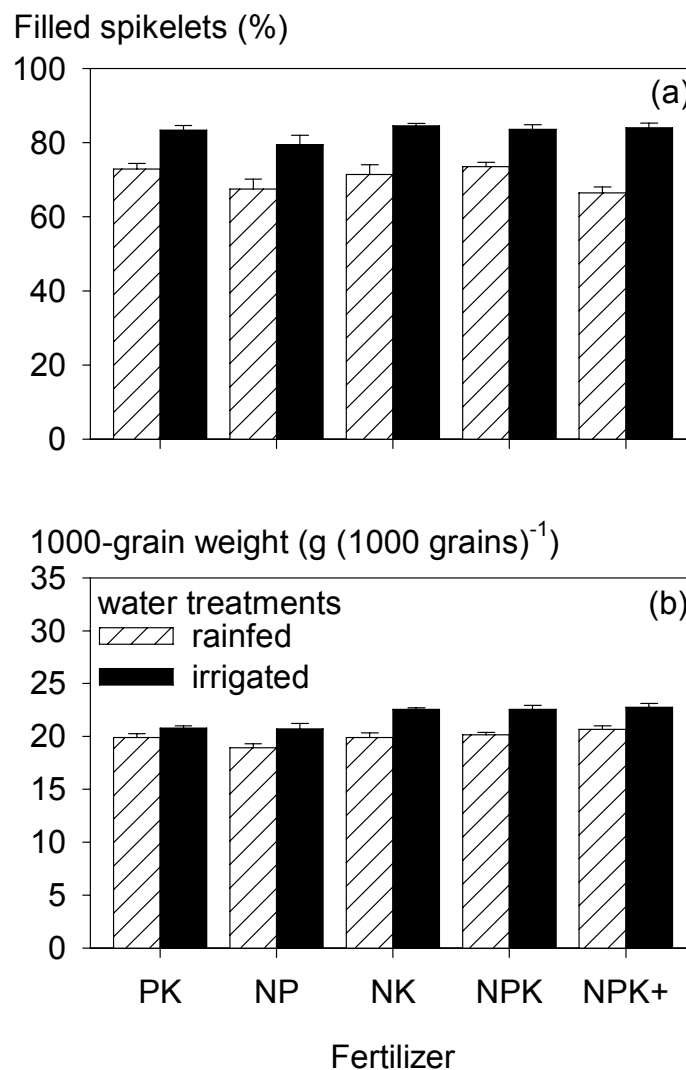 Filled spikelets (%)
100
(a)
80
60
40
20
0
1000-grain weight (g (1000 grains)⁻¹)
35
water treatments
(b)
30
rainfed
25
irrigated
20
15
10
5
0
PK NP NK NPK NPK+
Fertilizer